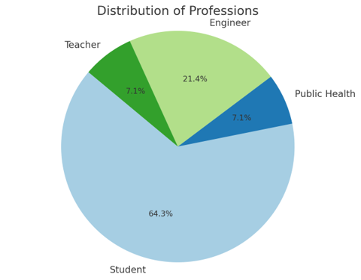 Distribution of Professions
Engineer
Teacher
21.4%
7.1%
Public Health
7.1%
64.3%
Student